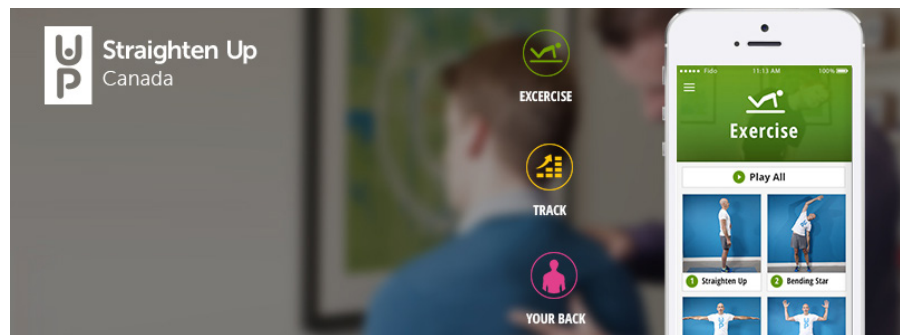 UP
Straighten Up
Canada
EXCERCISE
TRACK
YOUR BACK
Fido 11:13 AM 100%
Exercise
Play All
1 Straighten Up
2 Bending Star